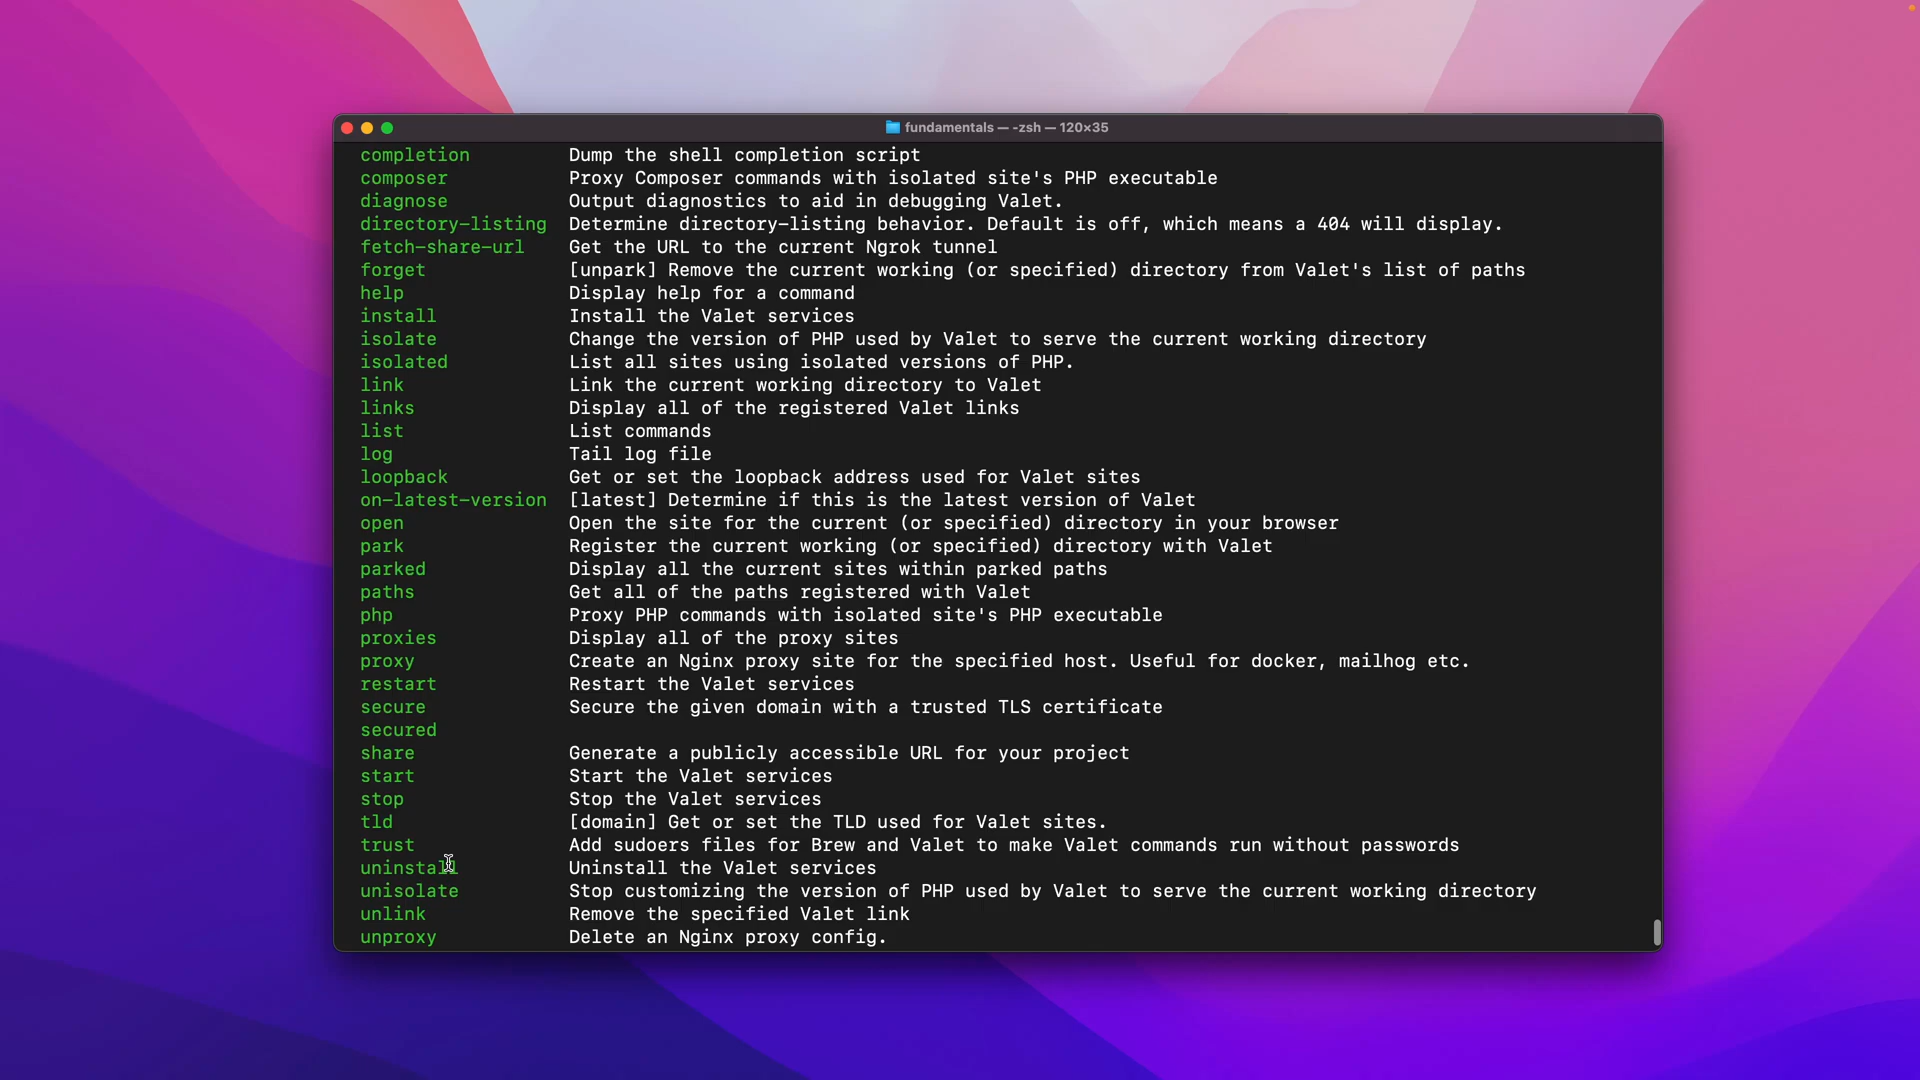 fundamentals — -zsh — 120×35
completion Dump the shell completion script
composer Proxy Composer commands with isolated site's PHP executable
diagnose Output diagnostics to aid in debugging Valet.
directory-listing Determine directory-listing behavior. Default is off, which means a 404 will display.
fetch-share-url Get the URL to the current Ngrok tunnel
forget [unpark] Remove the current working (or specified) directory from Valet's list of paths
help Display help for a command
install Install the Valet services
isolate Change the version of PHP used by Valet to serve the current working directory
isolated List all sites using isolated versions of PHP.
link Link the current working directory to Valet
links Display all of the registered Valet links
list List commands
log Tail log file
loopback Get or set the loopback address used for Valet sites
on-latest-version [latest] Determine if this is the latest version of Valet
open Open the site for the current (or specified) directory in your browser
park Register the current working (or specified) directory with Valet
parked Display all the current sites within parked paths
paths Get all of the paths registered with Valet
php Proxy PHP commands with isolated site's PHP executable
proxies Display all of the proxy sites
proxy Create an Nginx proxy site for the specified host. Useful for docker, mailhog etc.
restart Restart the Valet services
secure Secure the given domain with a trusted TLS certificate
secured
share Generate a publicly accessible URL for your project
start Start the Valet services
stop Stop the Valet services
tld [domain] Get or set the TLD used for Valet sites.
trust Add sudoers files for Brew and Valet to make Valet commands run without passwords
uninstall Uninstall the Valet services
unisolate Stop customizing the version of PHP used by Valet to serve the current working directory
unlink Remove the specified Valet link
unproxy Delete an Nginx proxy config.